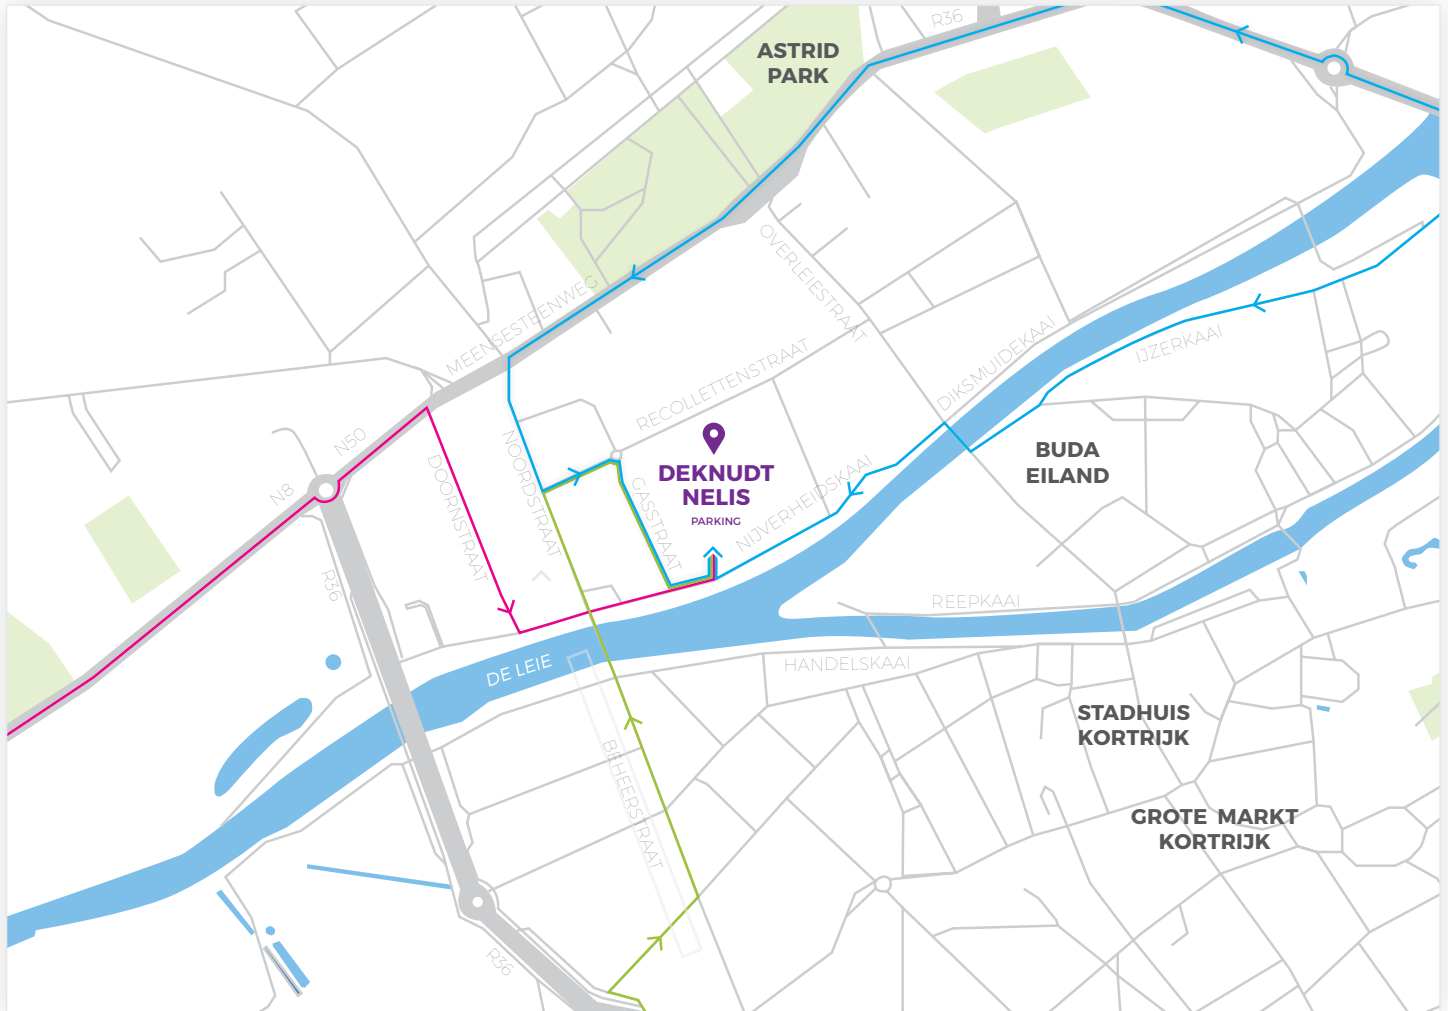 R36
ASTRID
PARK
OVERLEIESTRAAT
MEENSESTEENWEG
DIKSMUIDEKAAI
IJZERKAAI
RECOLLETTENSTRAAT
N50
N8
DOORNSTRAAT
NOORDSTRAAT
GASSTRAAT
DEKNUDT
NELIS
PARKING
NIJVERHEIDSKAAI
BUDA
EILAND
R36
REEPKAAI
DE LEIE
HANDELSKAAI
STADHUIS
KORTRIJK
BEHEERSTRAAT
GROTE MARKT
KORTRIJK
R36